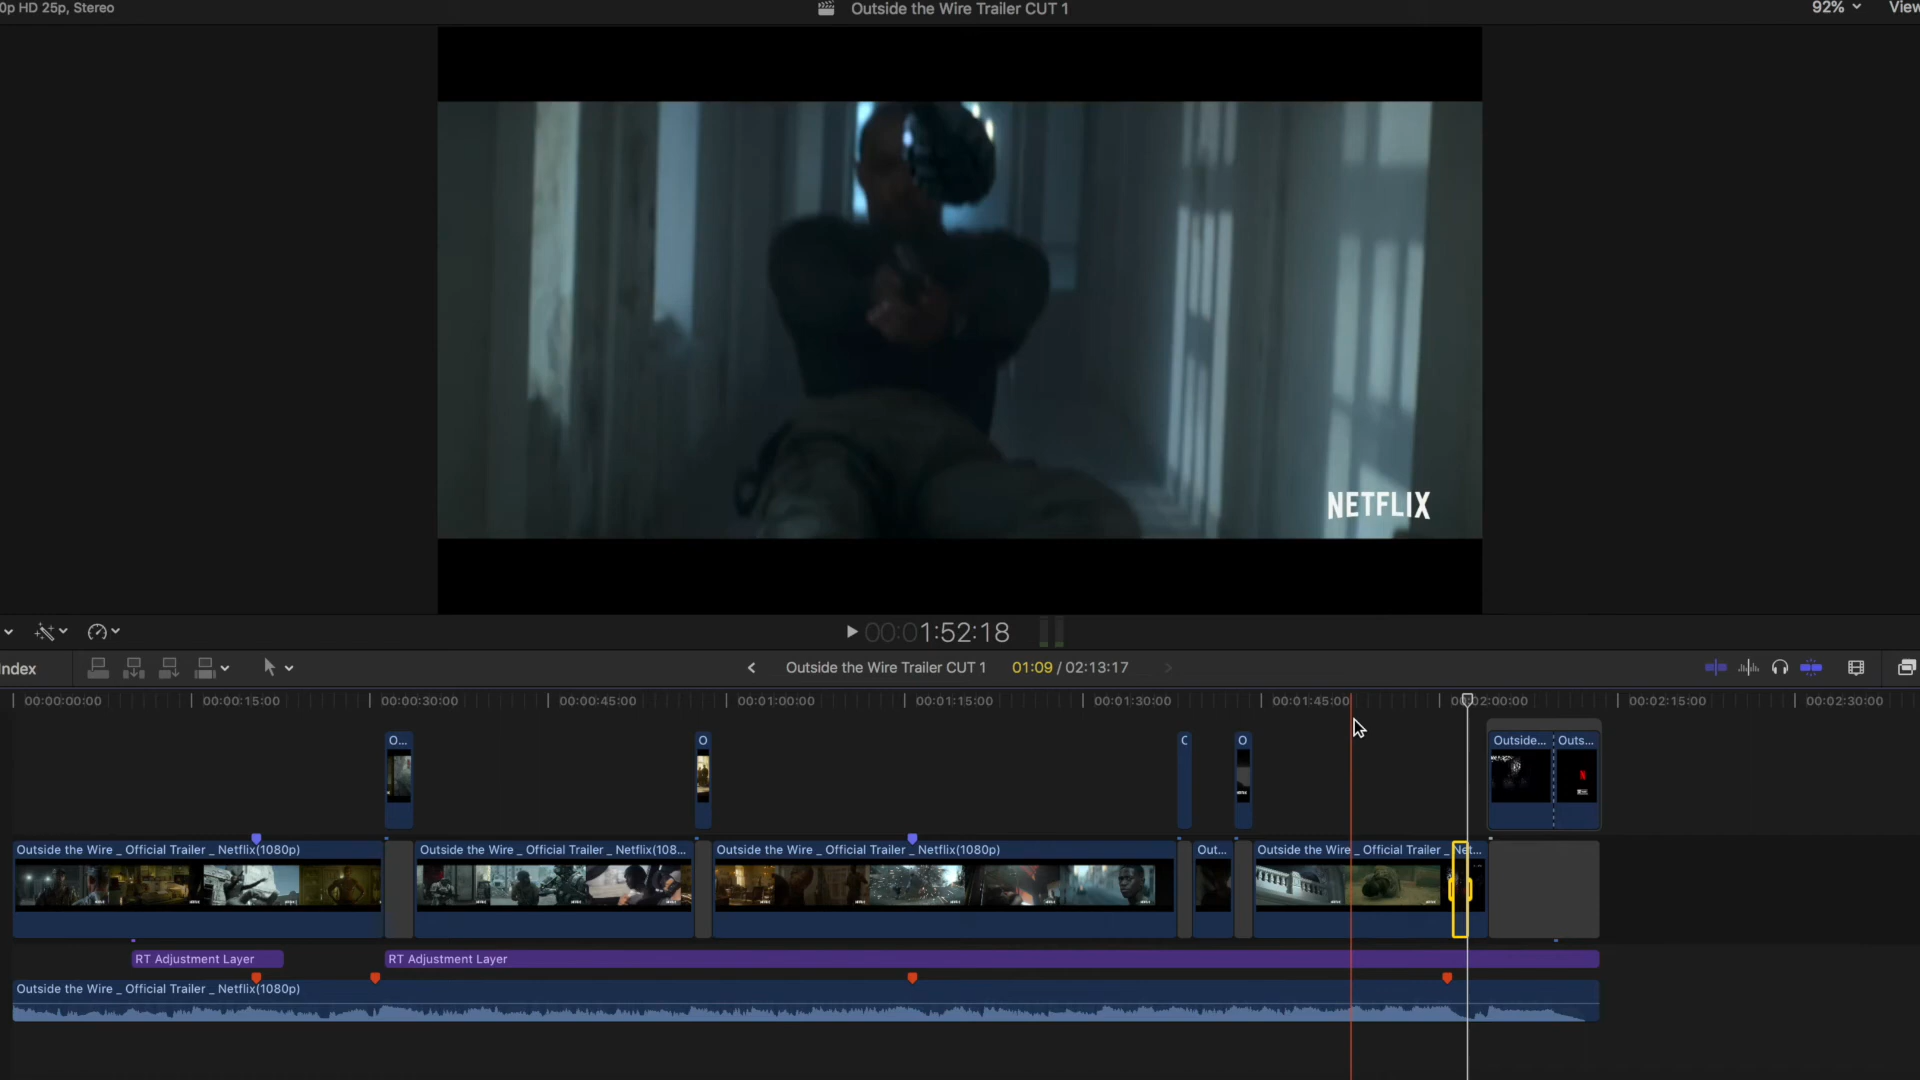 0p HD 25p, Stereo
Outside the Wire Trailer CUT 1
92%
View
NETFLIX
00:01:52:18
Index
Outside the Wire Trailer CUT 1
01:09 / 02:13:17
00:00:00:00
00:00:15:00
00:00:30:00
00:00:45:00
00:01:00:00
00:01:15:00
00:01:30:00
00:01:45:00
00:02:00:00
00:02:15:00
00:02:30:00
O...
O
O
Outside...
Outs...
Outside the Wire _ Official Trailer _ Netflix(1080p)
Outside the Wire _ Official Trailer _ Netflix(108...
Outside the Wire _ Official Trailer _ Netflix(1080p)
Out...
Outside the Wire _ Official Trailer _ Net...
RT Adjustment Layer
RT Adjustment Layer
Outside the Wire _ Official Trailer _ Netflix(1080p)